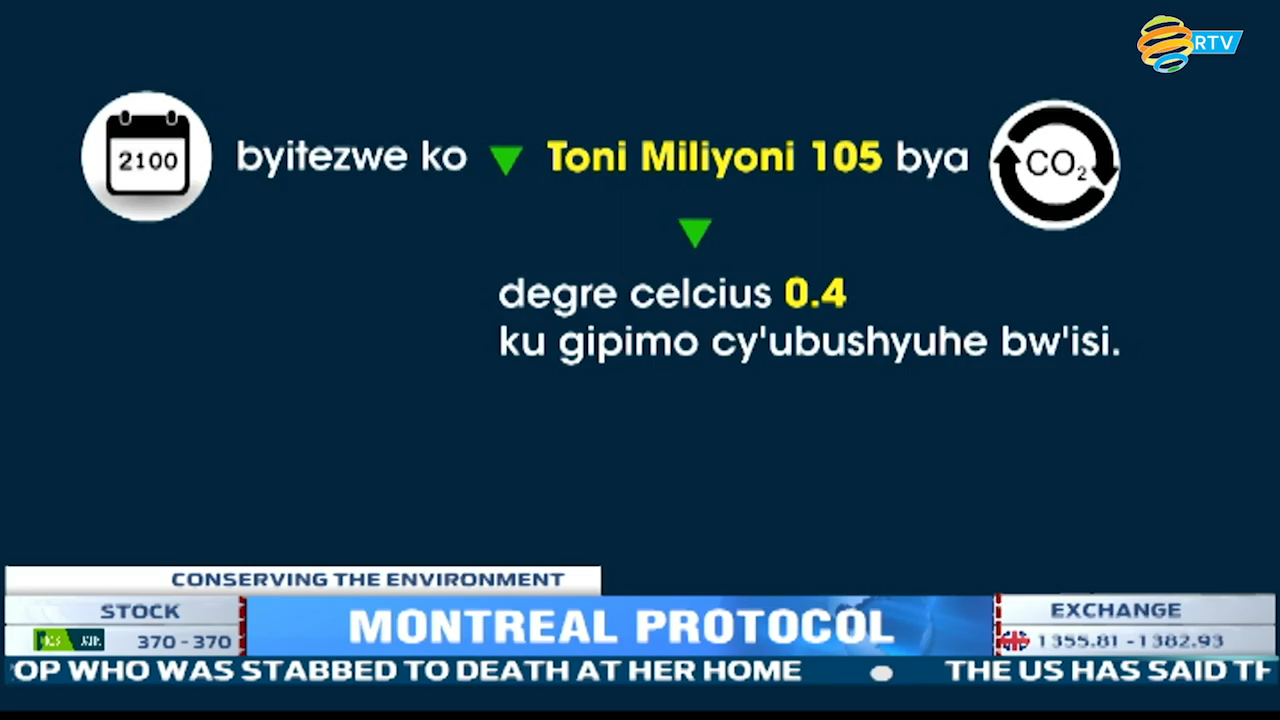 RTV
2100 byitezwe ko Toni Miliyoni 105 bya CO₂
degre celcius 0.4
ku gipimo cy'ubushyuhe bw'isi.
CONSERVING THE ENVIRONMENT
STOCK
370 - 370
MONTREAL PROTOCOL
EXCHANGE
1355.81 - 1382.93
OP WHO WAS STABBED TO DEATH AT HER HOME
THE US HAS SAID